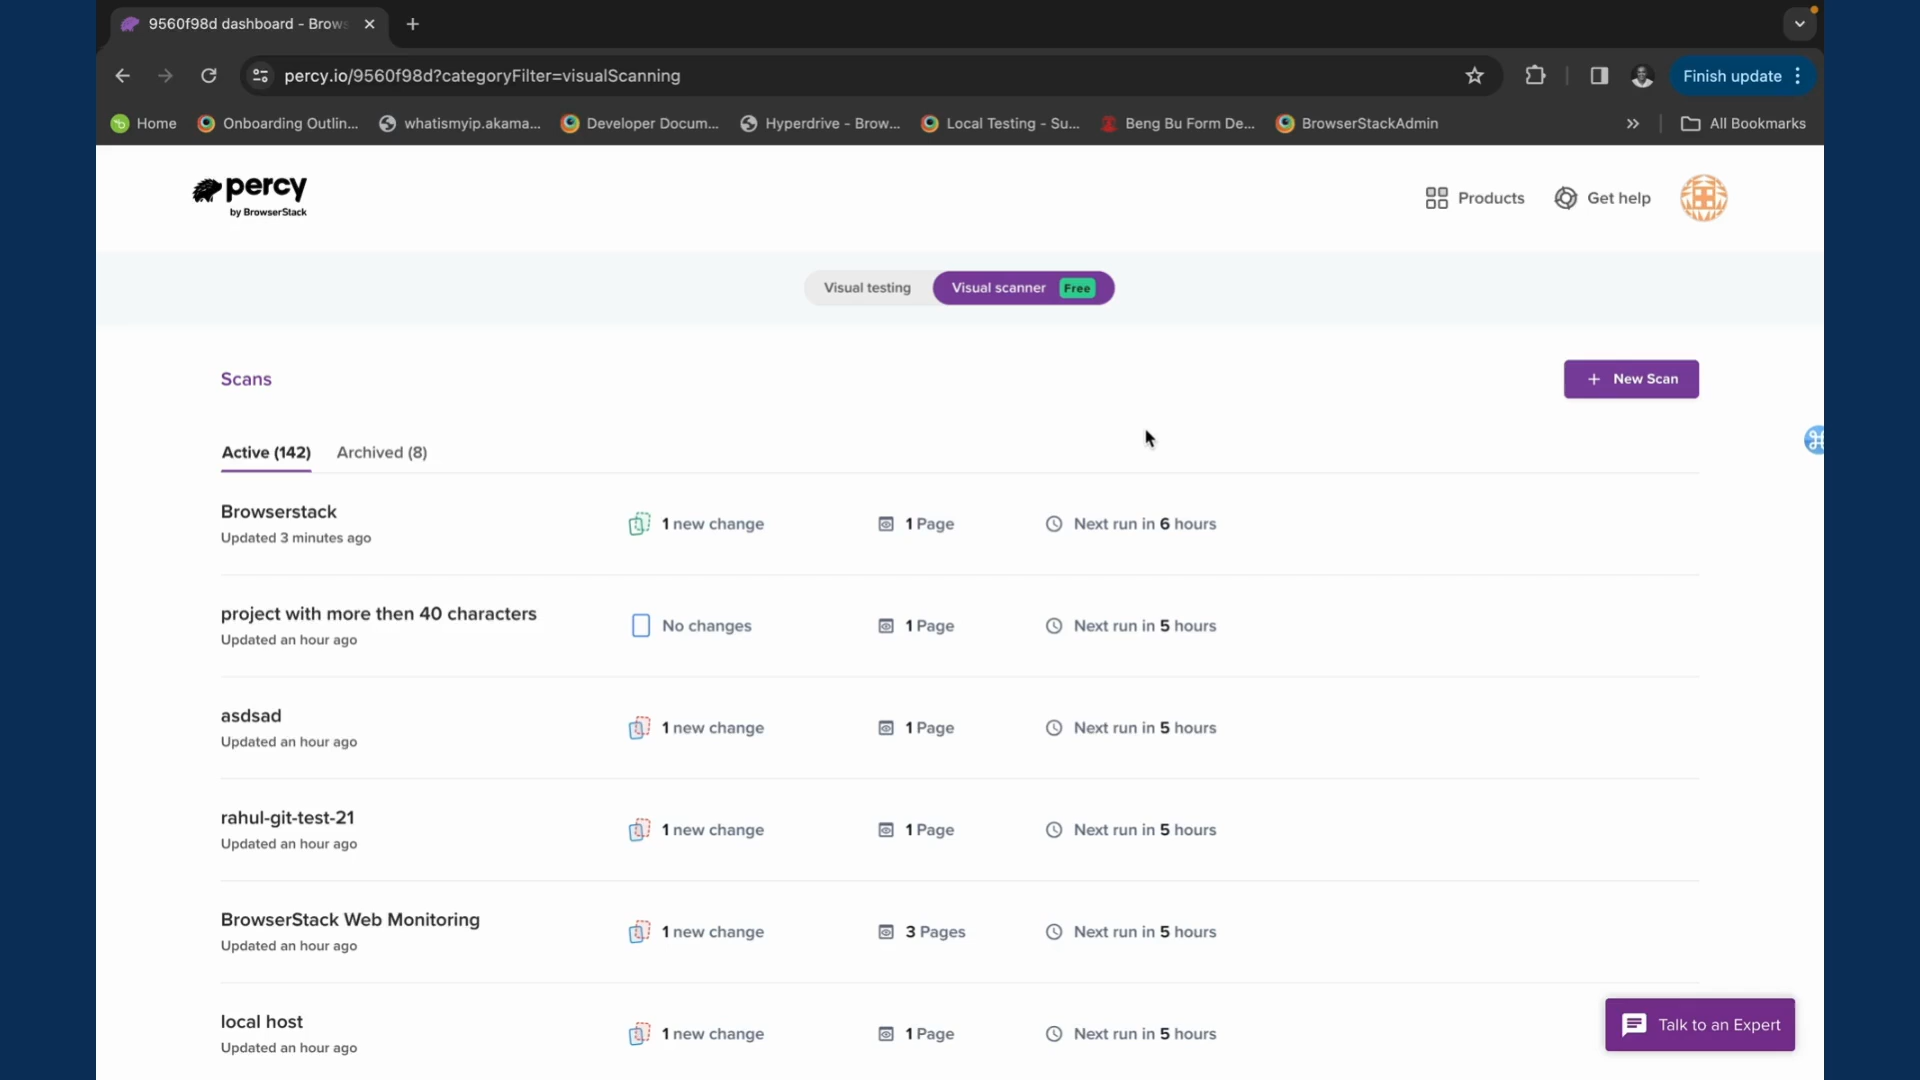 9560f98d dashboard - Brow
percy.io/9560f98d?categoryFilter=visualScanning
Finish update
Home
Onboarding Outlin...
whatismyip.akama...
Developer Docum...
Hyperdrive - Brow...
Local Testing - Su...
Beng Bu Form De...
BrowserStackAdmin
All Bookmarks
percy
by BrowserStack
Products
Get help
Visual testing
Visual scanner Free
Scans
+ New Scan
Active (142)
Archived (8)
Browserstack
Updated 3 minutes ago
1 new change
1 Page
Next run in 6 hours
project with more then 40 characters
Updated an hour ago
No changes
1 Page
Next run in 5 hours
asdsad
Updated an hour ago
1 new change
1 Page
Next run in 5 hours
rahul-git-test-21
Updated an hour ago
1 new change
1 Page
Next run in 5 hours
BrowserStack Web Monitoring
Updated an hour ago
1 new change
3 Pages
Next run in 5 hours
local host
Updated an hour ago
1 new change
1 Page
Next run in 5 hours
Talk to an Expert